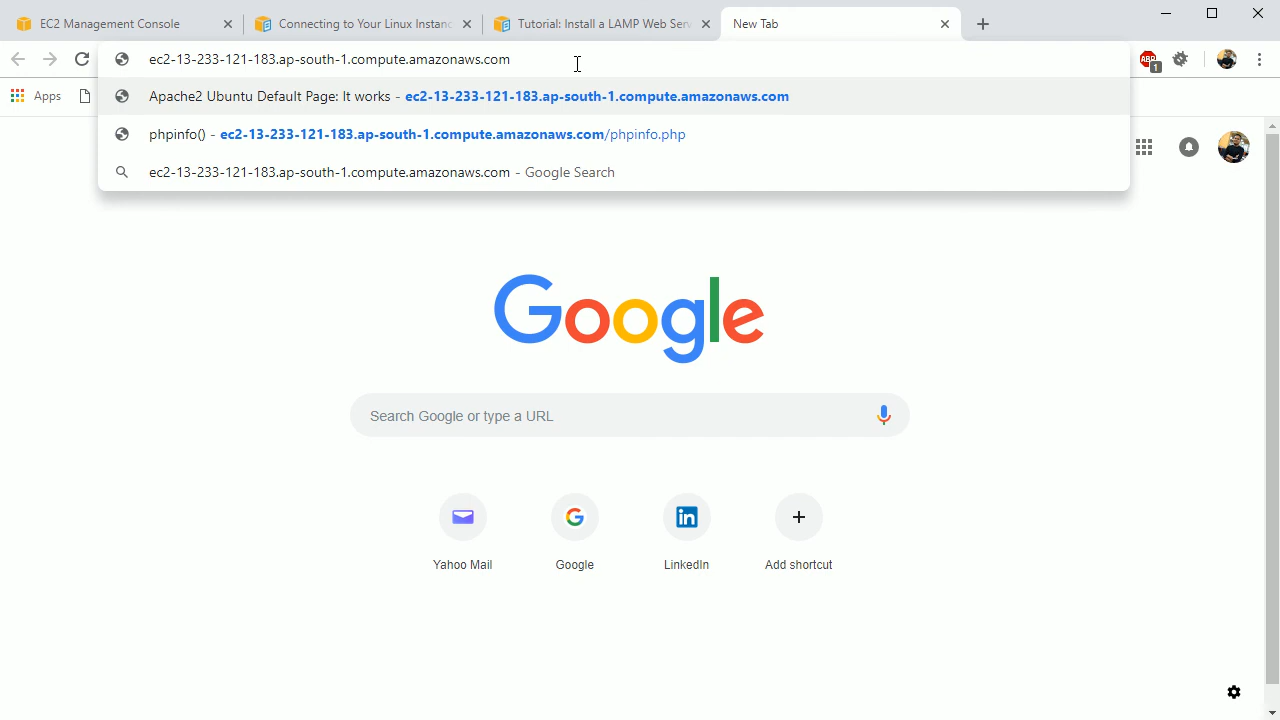 EC2 Management Console
Connecting to Your Linux Instanc
Tutorial: Install a LAMP Web Serv
New Tab
ec2-13-233-121-183.ap-south-1.compute.amazonaws.com
ABP
1
Apps
Apache2 Ubuntu Default Page: It works - ec2-13-233-121-183.ap-south-1.compute.amazonaws.com
phpinfo() - ec2-13-233-121-183.ap-south-1.compute.amazonaws.com/phpinfo.php
ec2-13-233-121-183.ap-south-1.compute.amazonaws.com - Google Search
Google
Search Google or type a URL
Yahoo Mail
Google
LinkedIn
Add shortcut